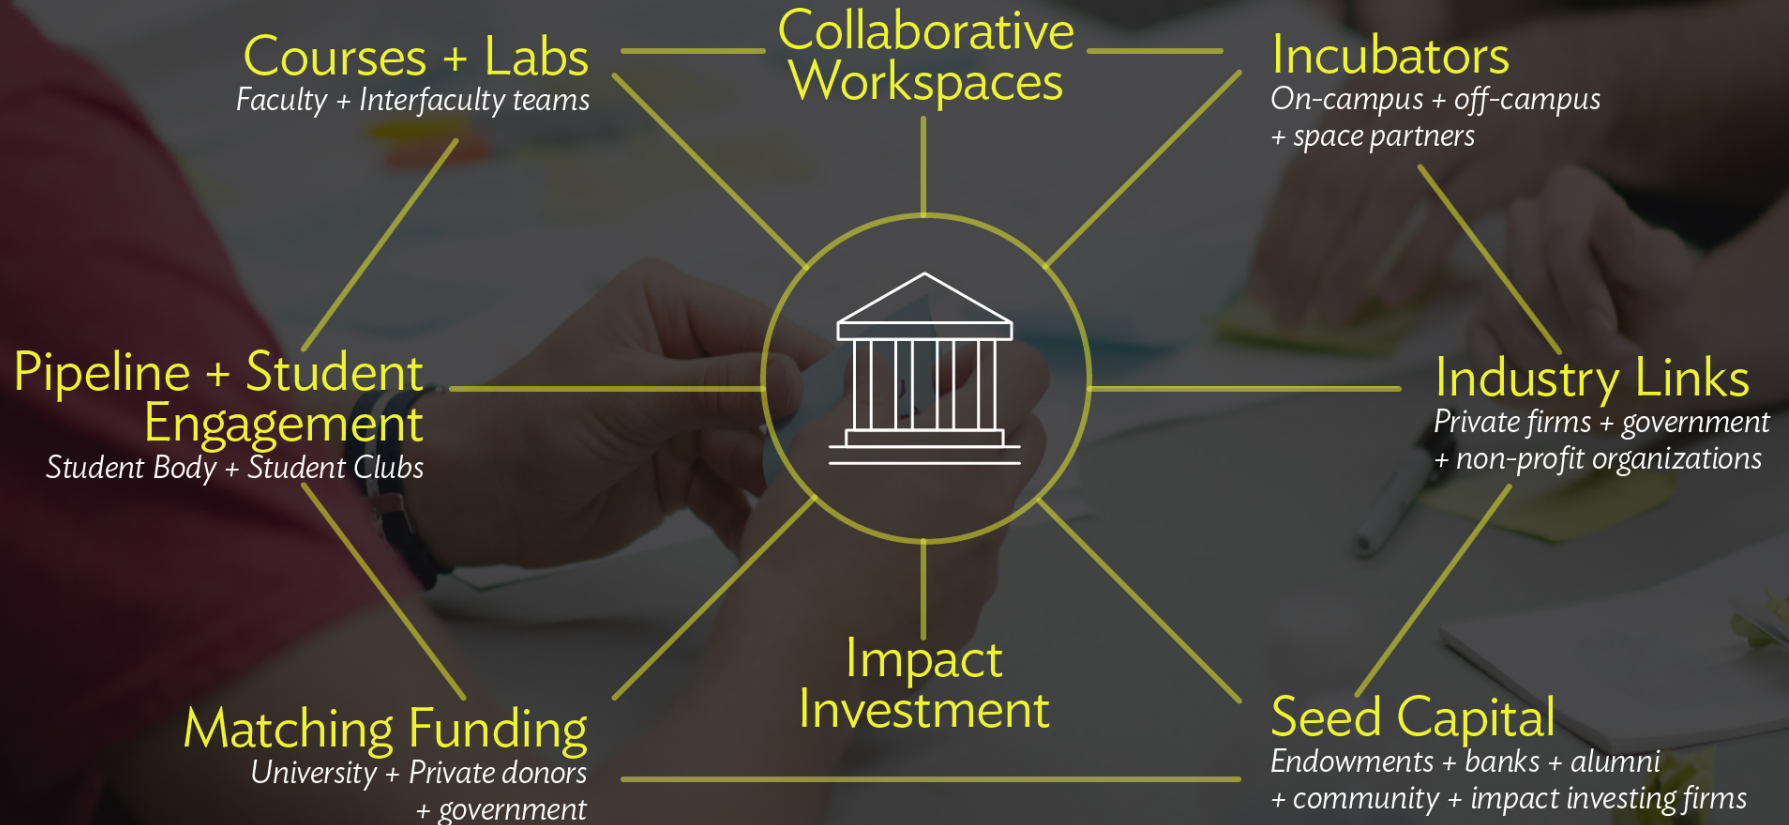 Courses + Labs
Faculty + Interfaculty teams
Collaborative
Workspaces
Incubators
On-campus + off-campus
+ space partners
Pipeline + Student
Engagement
Student Body + Student Clubs
Industry Links
Private firms + government
+ non-profit organizations
Matching Funding
University + Private donors
+ government
Impact
Investment
Seed Capital
Endowments + banks + alumni
+ community + impact investing firms